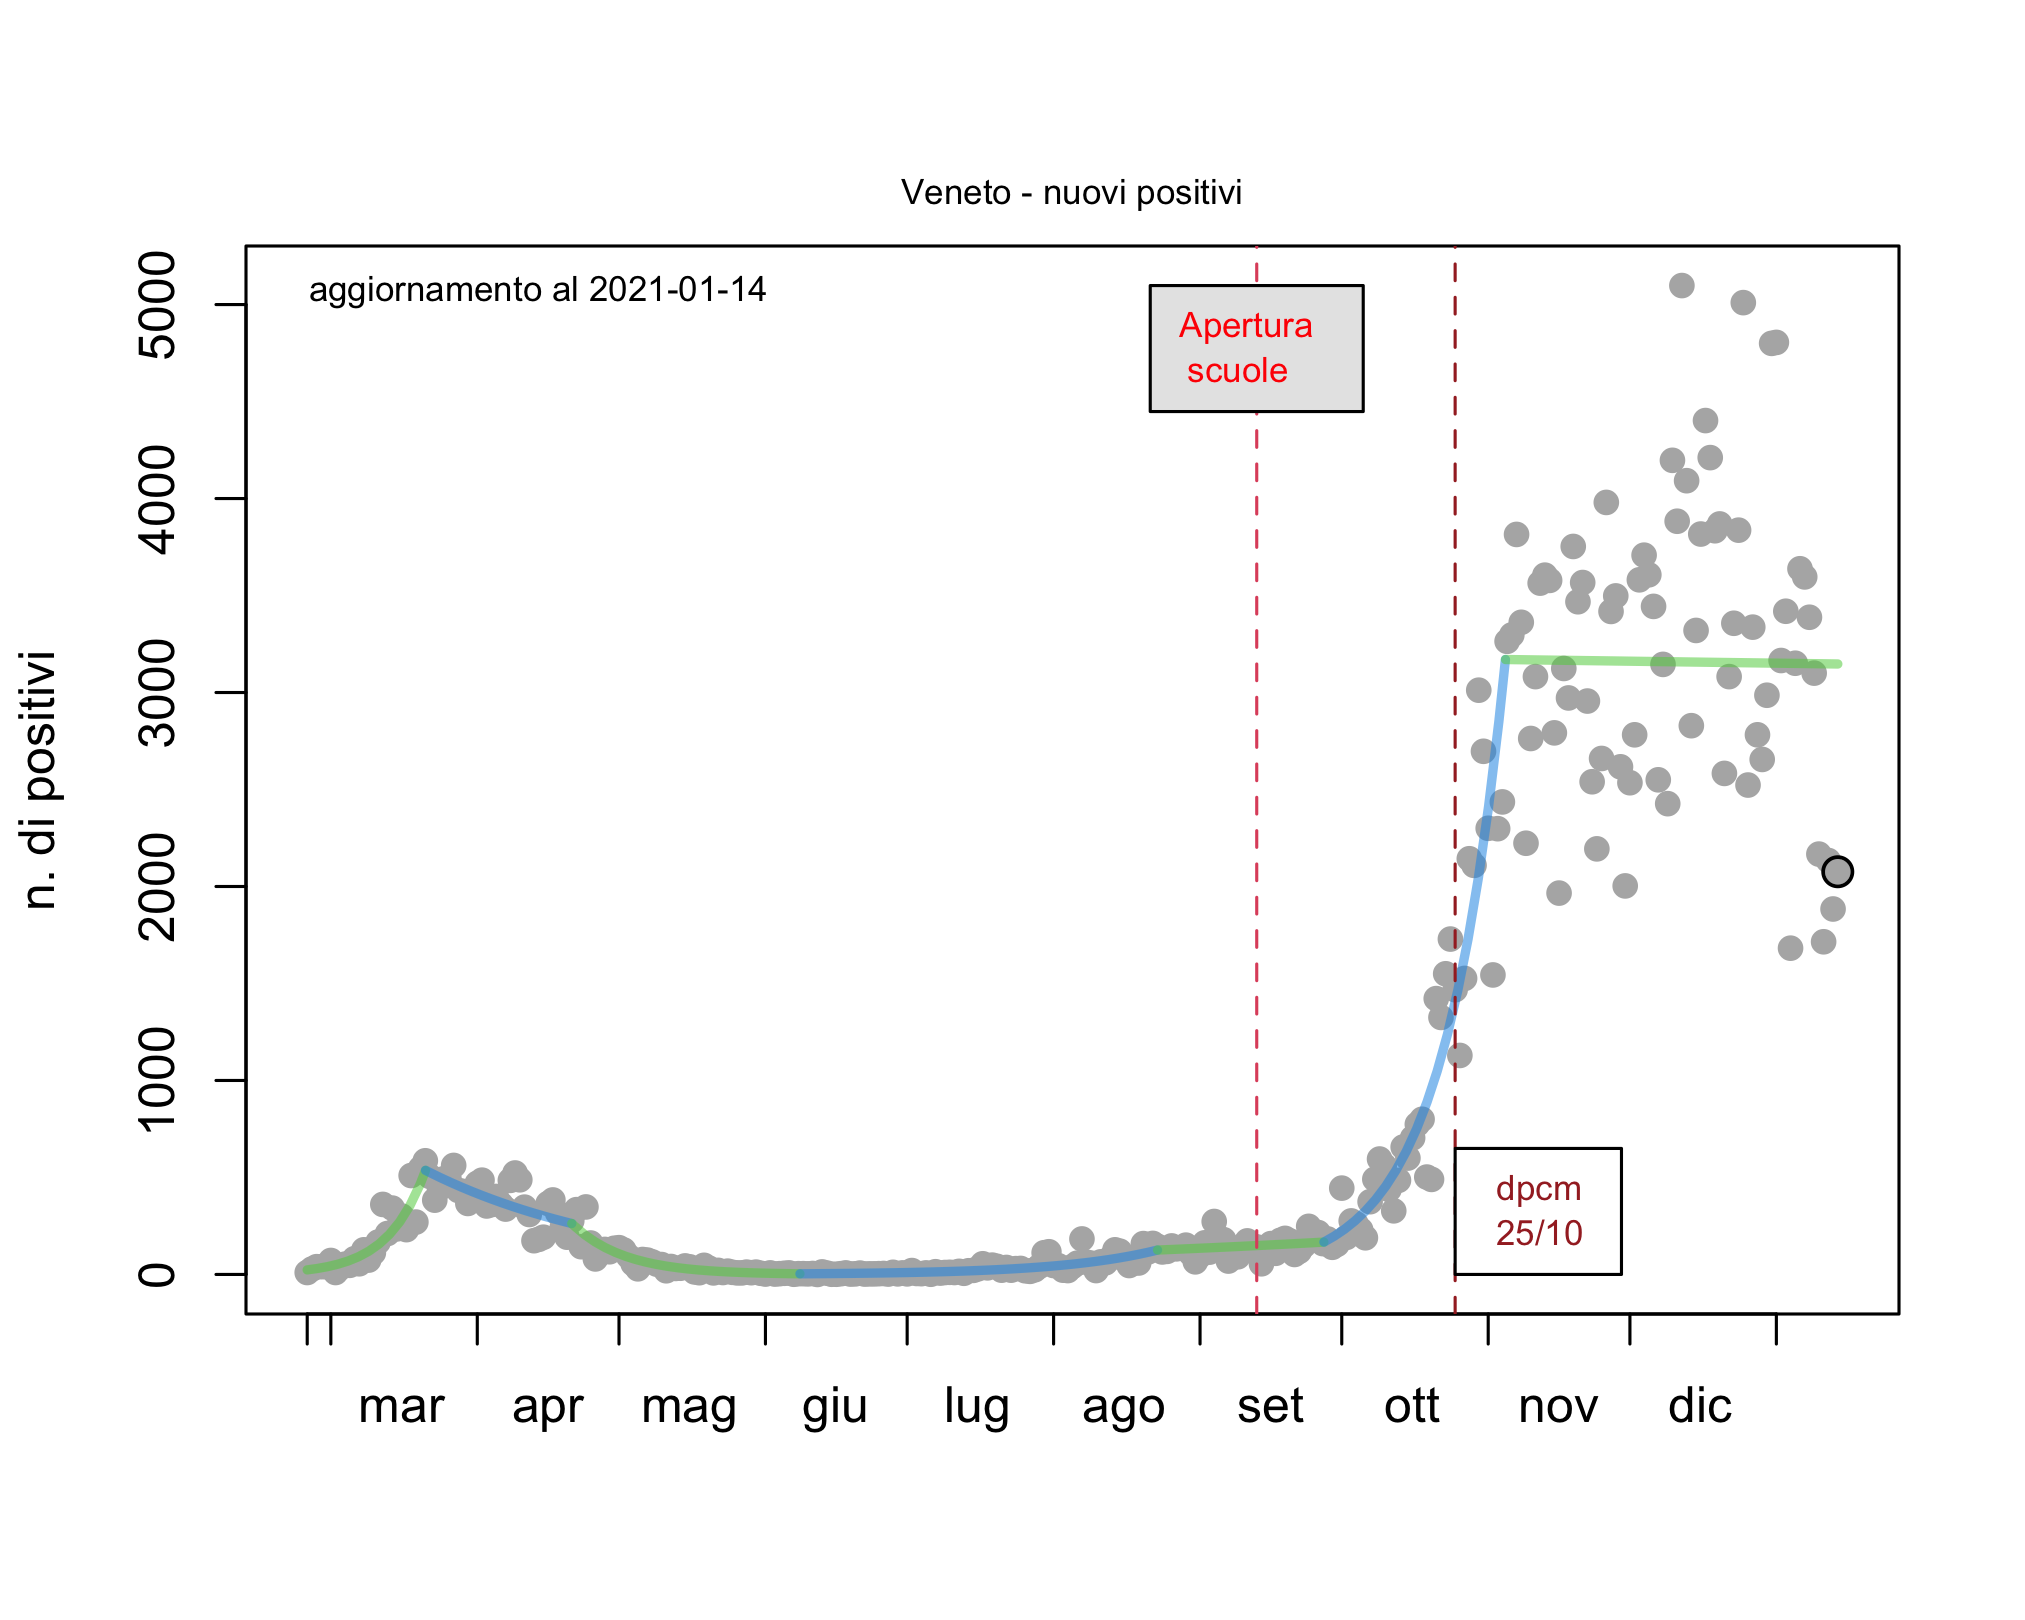 Veneto - nuovi positivi
aggiornamento al 2021-01-14
Apertura
scuole
dpcm
25/10
n. di positivi
5000
4000
3000
2000
1000
0
mar apr mag giu lug ago set ott nov dic